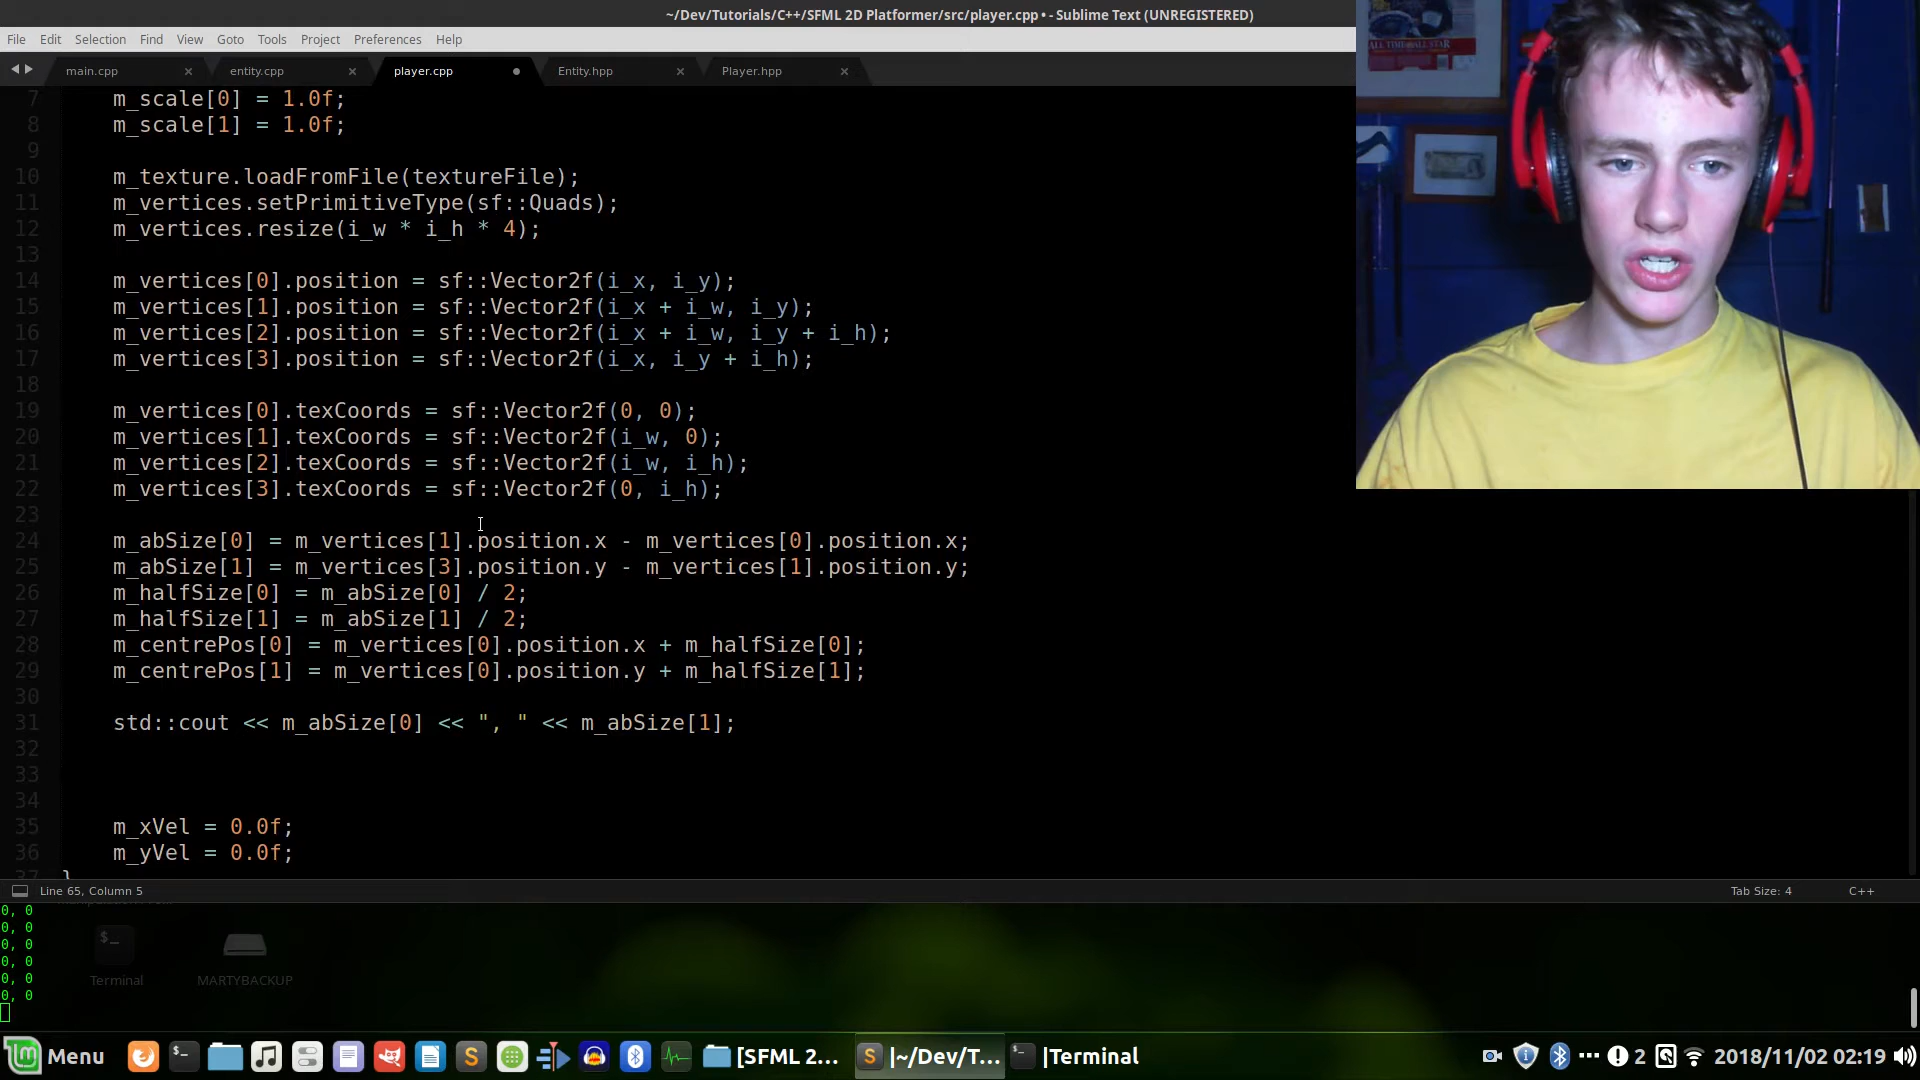 ~/Dev/Tutorials/C++/SFML 2D Platformer/src/player.cpp • - Sublime Text (UNREGISTERED)
File Edit Selection Find View Goto Tools Project Preferences Help
main.cpp × entity.cpp × player.cpp • Entity.hpp × Player.hpp ×
ALL TIME ALL STAR
7 m_scale[0] = 1.0f;
8 m_scale[1] = 1.0f;
9
10 m_texture.loadFromFile(textureFile);
11 m_vertices.setPrimitiveType(sf::Quads);
12 m_vertices.resize(i_w * i_h * 4);
13
14 m_vertices[0].position = sf::Vector2f(i_x, i_y);
15 m_vertices[1].position = sf::Vector2f(i_x + i_w, i_y);
16 m_vertices[2].position = sf::Vector2f(i_x + i_w, i_y + i_h);
17 m_vertices[3].position = sf::Vector2f(i_x, i_y + i_h);
18
19 m_vertices[0].texCoords = sf::Vector2f(0, 0);
20 m_vertices[1].texCoords = sf::Vector2f(i_w, 0);
21 m_vertices[2].texCoords = sf::Vector2f(i_w, i_h);
22 m_vertices[3].texCoords = sf::Vector2f(0, i_h);
23
24 m_abSize[0] = m_vertices[1].position.x - m_vertices[0].position.x;
25 m_abSize[1] = m_vertices[3].position.y - m_vertices[1].position.y;
26 m_halfSize[0] = m_abSize[0] / 2;
27 m_halfSize[1] = m_abSize[1] / 2;
28 m_centrePos[0] = m_vertices[0].position.x + m_halfSize[0];
29 m_centrePos[1] = m_vertices[0].position.y + m_halfSize[1];
30
31 std::cout << m_abSize[0] << ", " << m_abSize[1];
32
33
34
35 m_xVel = 0.0f;
36 m_yVel = 0.0f;
37 }
Line 65, Column 5 Tab Size: 4 C++
0, 0
0, 0
0, 0
0, 0
0, 0
0, 0
Terminal MARTYBACKUP
Menu [SFML 2... |~/Dev/T... |Terminal 2 2018/11/02 02:19